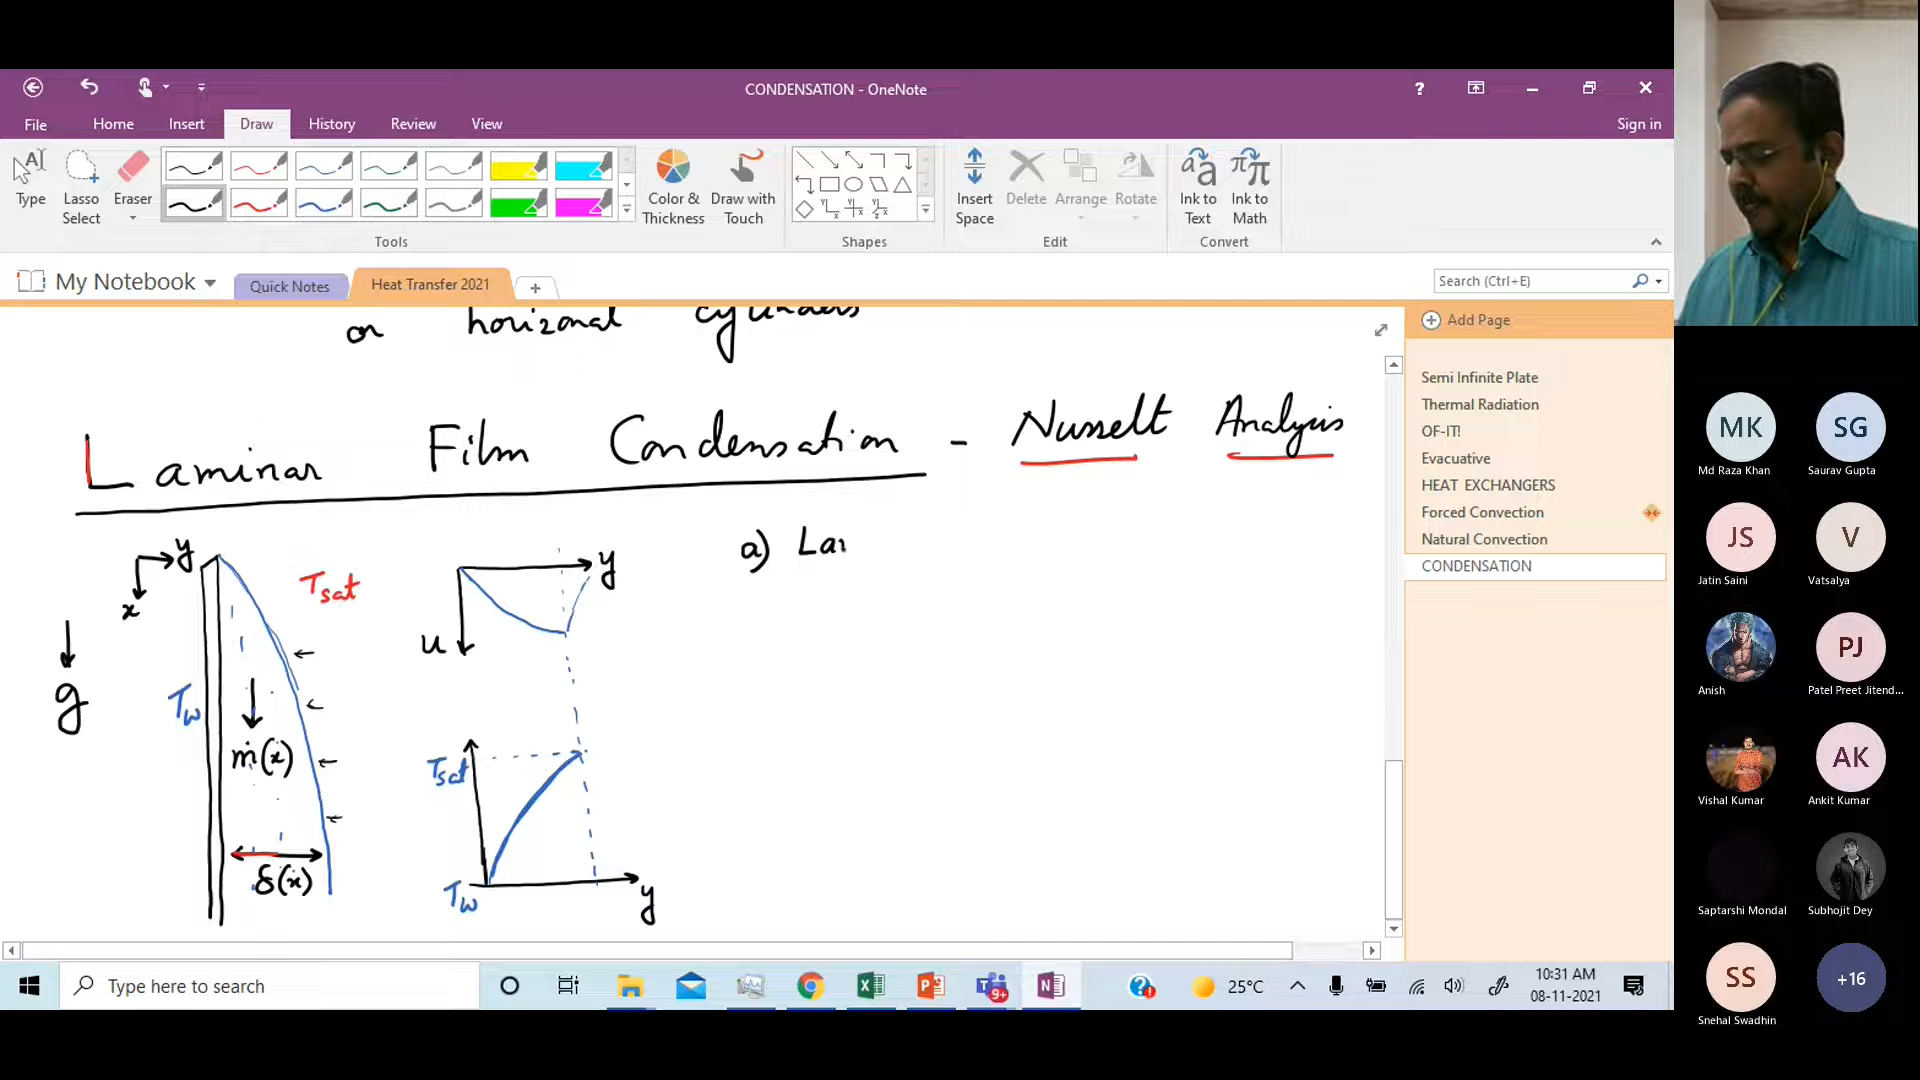 CONDENSATION - OneNote
?
File
Home
Insert
Draw
History
Review
View
Sign in
Type
Lasso Select
Eraser
Color & Thickness
Draw with Touch
Insert Space
Delete
Arrange
Rotate
Ink to Text
Ink to Math
Tools
Shapes
Edit
Convert
My Notebook
Quick Notes
Heat Transfer 2021
+
Search (Ctrl+E)
or horizonal cylinders
Laminar Film Condensation - Nusselt Analysis
a) Lar
y
x
g
Tsat
Tw
ṁ(x)
δ(x)
y
u
Tsat
Tw
y
Add Page
Semi Infinite Plate
Thermal Radiation
OF-IT!
Evacuative
HEAT EXCHANGERS
Forced Convection
Natural Convection
CONDENSATION
MK
Md Raza Khan
SG
Saurav Gupta
JS
Jatin Saini
V
Vatsalya
Anish
PJ
Patel Preet Jitend...
Vishal Kumar
AK
Ankit Kumar
Saptarshi Mondal
Subhojit Dey
SS
Snehal Swadhin
+16
Type here to search
9+
25°C
10:31 AM
08-11-2021